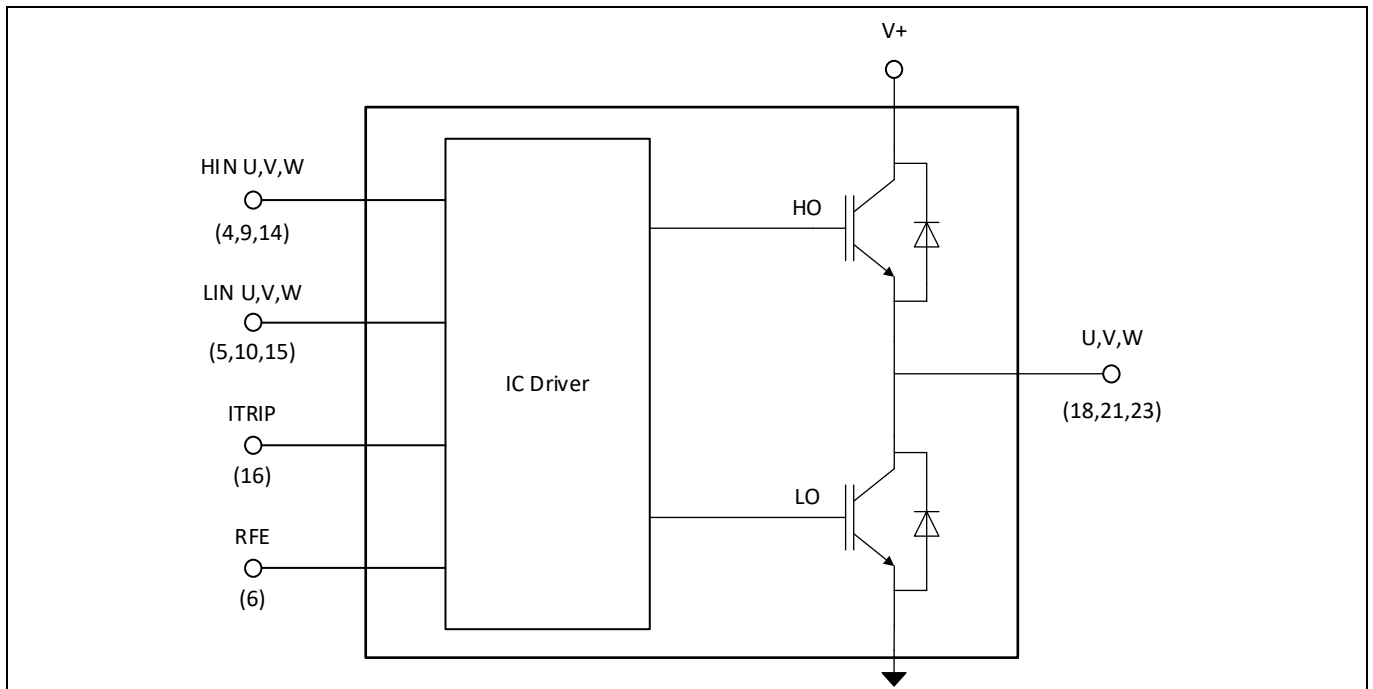 V+
HIN U,V,W
(4,9,14)
HO
LIN U,V,W
(5,10,15)
U,V,W
IC Driver
(18,21,23)
ITRIP
(16)
LO
RFE
(6)